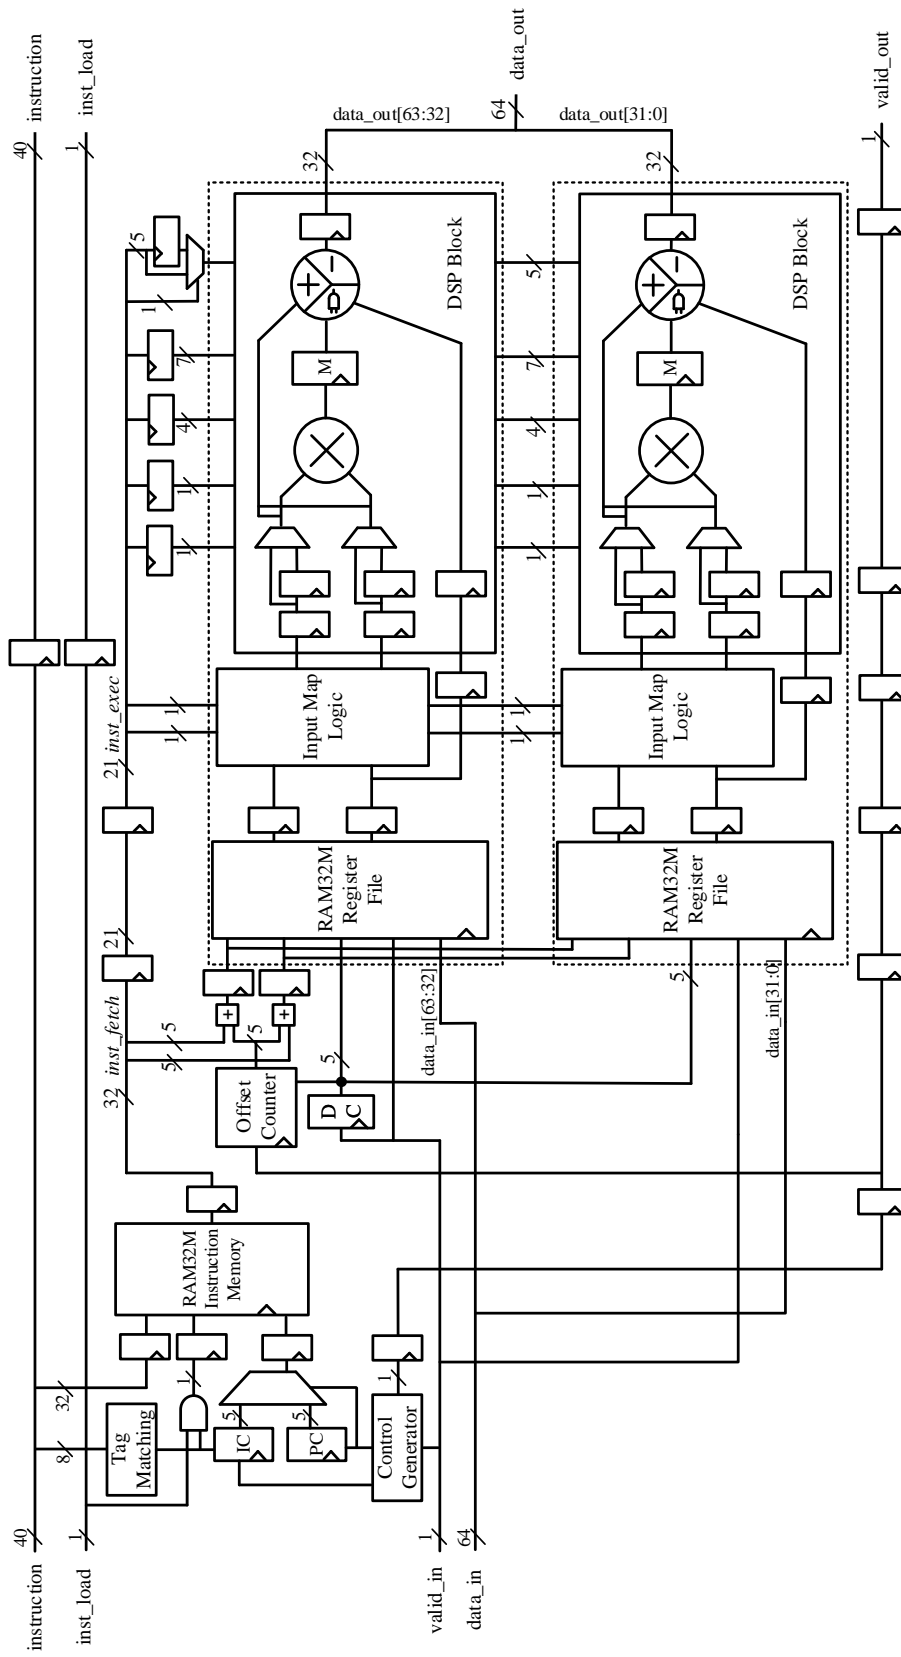 instruction
40
40
instruction
inst_load
1
1
inst_load
8
32
Tag
Matching
1
IC
5
PC
5
Control
Generator
1
RAM32M
Instruction
Memory
32
inst_fetch
21
21
inst_exec
5
5
5
+
+
Offset
Counter
D
C
5
RAM32M
Register
File
data_in[63:32]
1
1
Input Map
Logic
1
1
4
7
1
5
M
+
−
DSP Block
32
data_out[63:32]
64
data_out
data_out[31:0]
32
1
1
1
1
4
7
5
5
RAM32M
Register
File
data_in[31:0]
Input Map
Logic
M
+
−
DSP Block
valid_in
1
data_in
64
1
valid_out